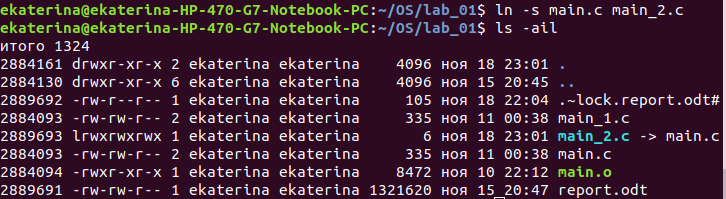 ekaterina@ekaterina-HP-470-G7-Notebook-PC:~/OS/lab_01$ ln -s main.c main_2.c
ekaterina@ekaterina-HP-470-G7-Notebook-PC:~/OS/lab_01$ ls -ail
итого 1324
2884161 drwxr-xr-x 2 ekaterina ekaterina    4096 ноя 18 23:01 .
2884130 drwxr-xr-x 6 ekaterina ekaterina    4096 ноя 15 20:45 ..
2889692 -rw-r--r-- 1 ekaterina ekaterina     105 ноя 18 22:04 .~lock.report.odt#
2884093 -rw-rw-r-- 2 ekaterina ekaterina     335 ноя 11 00:38 main_1.c
2889693 lrwxrwxrwx 1 ekaterina ekaterina       6 ноя 18 23:01 main_2.c -> main.c
2884093 -rw-rw-r-- 2 ekaterina ekaterina     335 ноя 11 00:38 main.c
2884094 -rwxr-xr-x 1 ekaterina ekaterina    8472 ноя 10 22:12 main.o
2889691 -rw-rw-r-- 1 ekaterina ekaterina 1321620 ноя 15 20:47 report.odt